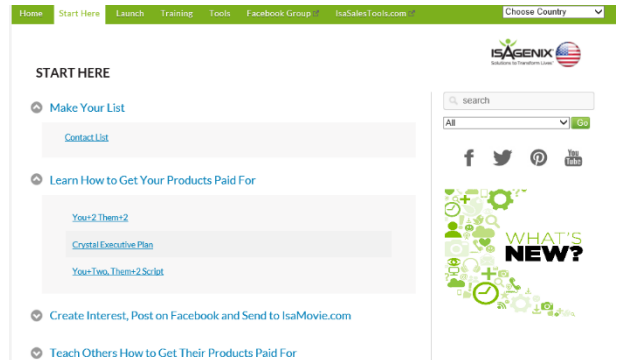 Home Start Here Launch Training Tools Facebook Group IsaSalesTools.com Choose Country
ISAGENIX
Solutions to Transform Lives
START HERE
search
Make Your List
All Go
Contact List
You Tube
Learn How to Get Your Products Paid For
You+2 Them+2
Crystal Executive Plan
You+Two, Them+2 Script
WHAT'S
NEW?
Create Interest, Post on Facebook and Send to IsaMovie.com
Teach Others How to Get Their Products Paid For